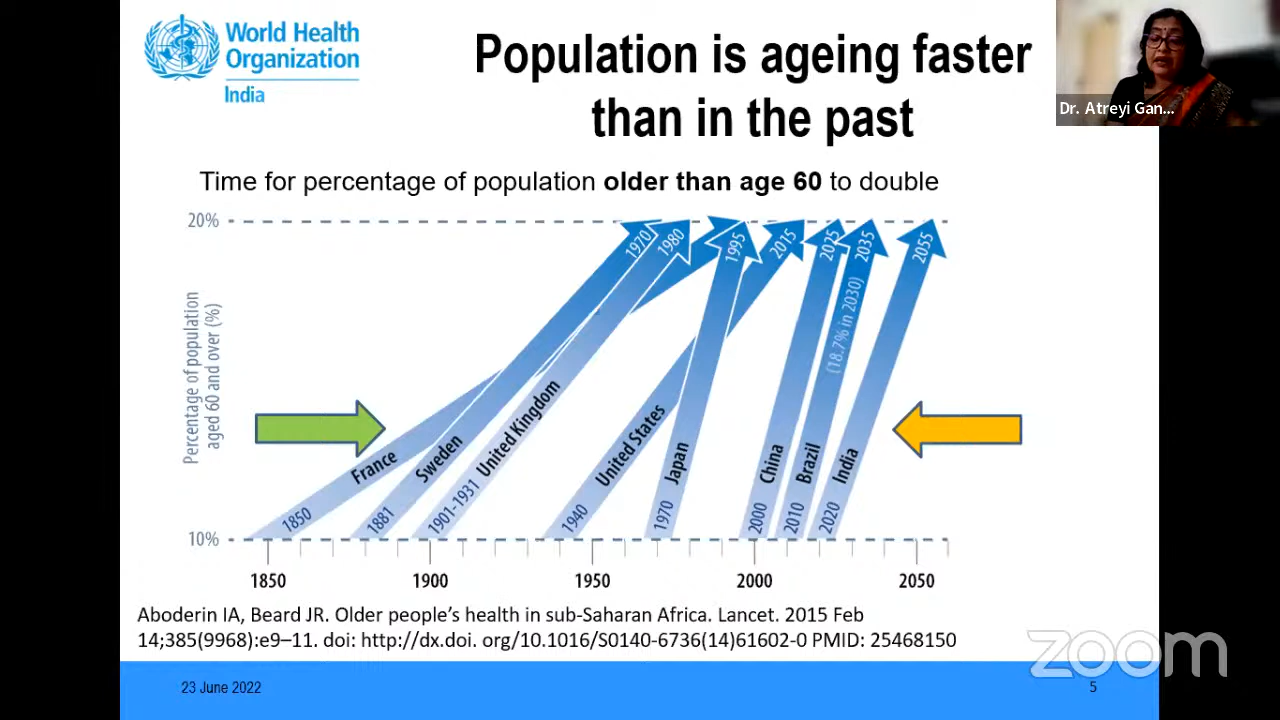 World Health
Organization
India
Population is ageing faster
than in the past
Dr. Atreyi Gan...
Time for percentage of population older than age 60 to double
20%
Percentage of population
aged 60 and over (%)
10%
1970
1980
1995
2015
2025
2035
2055
(18.7% in 2030)
France
Sweden
United Kingdom
United States
Japan
China
Brazil
India
1850
1881
1901-1931
1940
1970
2000
2010
2020
1850
1900
1950
2000
2050
Aboderin IA, Beard JR. Older people's health in sub-Saharan Africa. Lancet. 2015 Feb
14;385(9968):e9–11. doi: http://dx.doi. org/10.1016/S0140-6736(14)61602-0 PMID: 25468150
zoom
23 June 2022
5